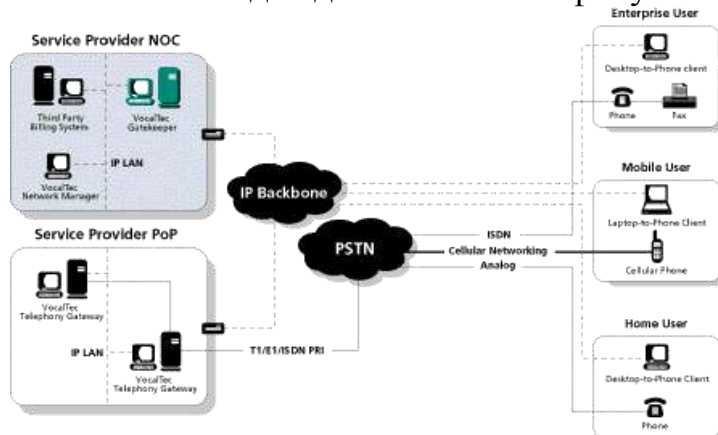 Enterprise User
Service Provider NOC
Desktop-to-Phone client
Third Party
Billing System
VocalTec
Gatekeeper
Phone
Fax
IP LAN
VocalTec
Network Manager
Mobile User
IP Backbone
Laptop-to-Phone Client
Service Provider PoP
ISDN
PSTN
Cellular Networking
Analog
Cellular Phone
VocalTec
Telephony Gateway
Home User
IP LAN
T1/E1/ISDN PRI
VocalTec
Telephony Gateway
Desktop-to-Phone Client
Phone